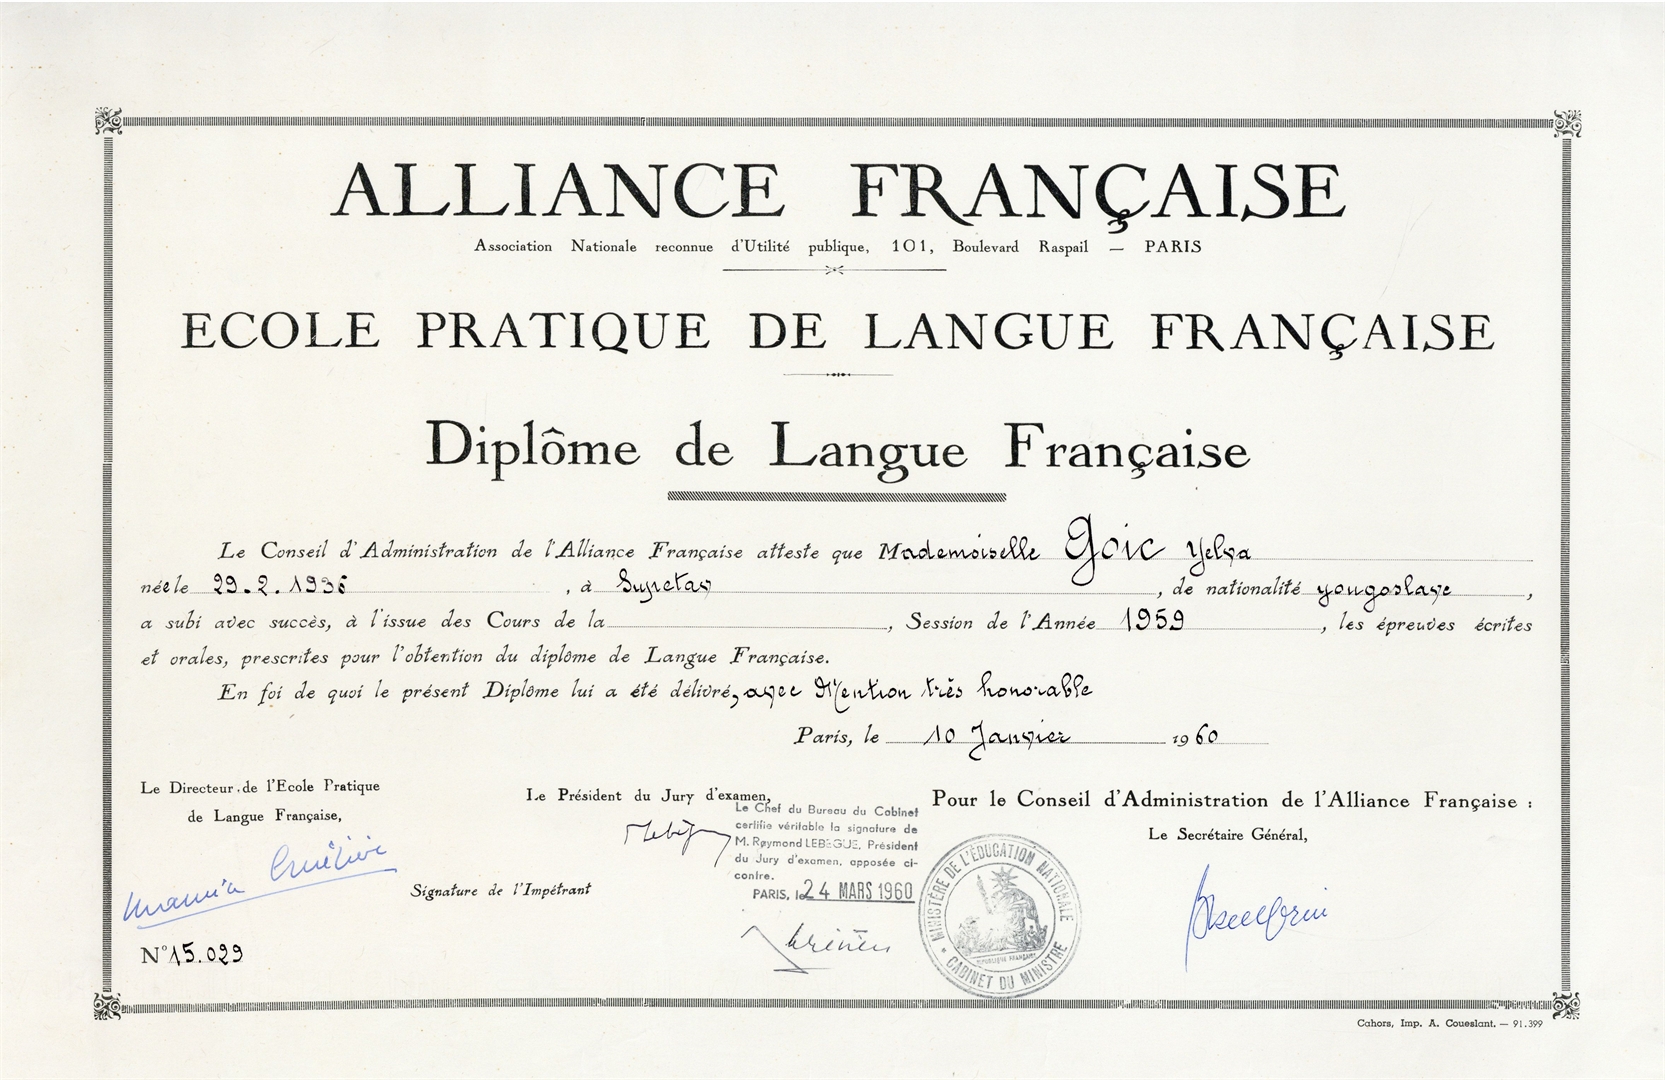 ALLIANCE FRANÇAISE
Association Nationale reconnue d'Utilité publique, 101, Boulevard Raspail — PARIS
ECOLE PRATIQUE DE LANGUE FRANÇAISE
Diplôme de Langue Française
Le Conseil d'Administration de l'Alliance Française atteste que Mademoiselle Goic Yelva
née le 29.2.1936, à Supetar, de nationalité yougoslave,
a subi avec succès, à l'issue des Cours de la, Session de l'Année 1959, les épreuves écrites
et orales, prescrites pour l'obtention du diplôme de Langue Française.
En foi de quoi le présent Diplôme lui a été délivré, avec Mention très honorable
Paris, le 10 Janvier 1960
Le Directeur de l'Ecole Pratique
de Langue Française,
Le Président du Jury d'examen,
Le Chef du Bureau du Cabinet
certifie véritable la signature de
M. Raymond LEBEGUE, Président
du Jury d'examen, apposée ci-
contre.
PARIS, le 24 MARS 1960
Pour le Conseil d'Administration de l'Alliance Française :
Le Secrétaire Général,
Signature de l'Impétrant
MINISTÈRE DE L'ÉDUCATION NATIONALE
REPUBLIQUE FRANÇAISE
* CABINET DU MINISTRE *
N° 15.029
Cahors, Imp. A. Coueslant. — 91.399